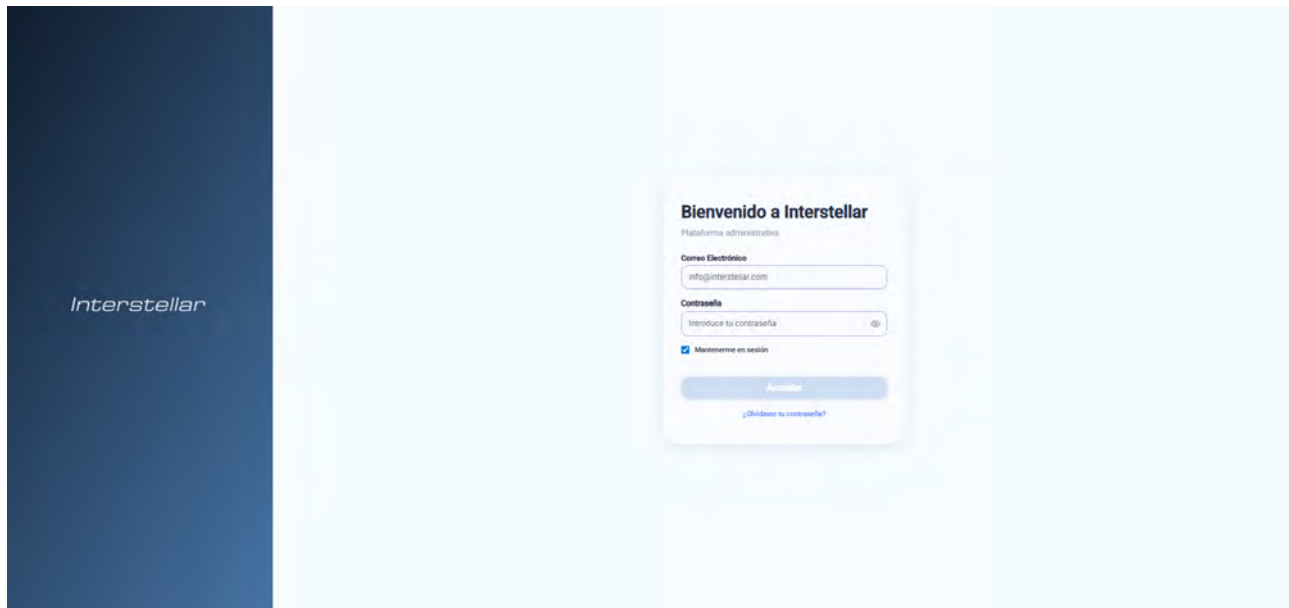 Interstellar
Bienvenido a Interstellar
Plataforma administrativa
Correo Electrónico
info@interstellar.com
Contraseña
Introduce tu contraseña
Mantenerme en sesión
Acceder
¿Olvidaste tu contraseña?